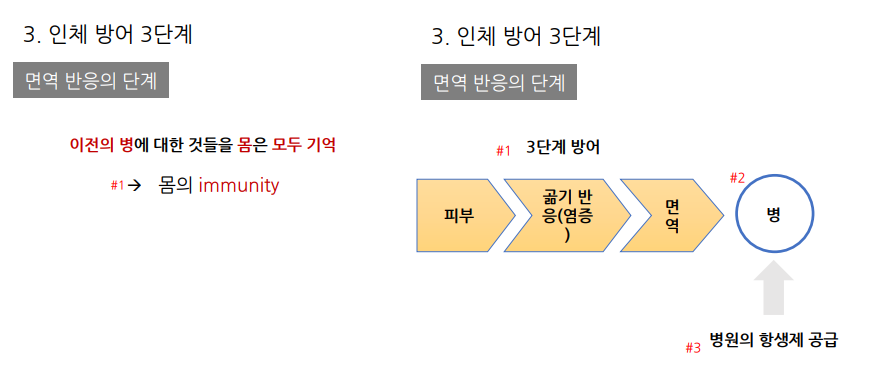 3. 인체 방어 3단계
면역 반응의 단계
이전의 병에 대한 것들을 몸은 모두 기억
#1 → 몸의 immunity
3. 인체 방어 3단계
면역 반응의 단계
#1 3단계 방어
피부
곪기 반
응(염증
)
면
역
#2
병
#3 병원의 항생제 공급